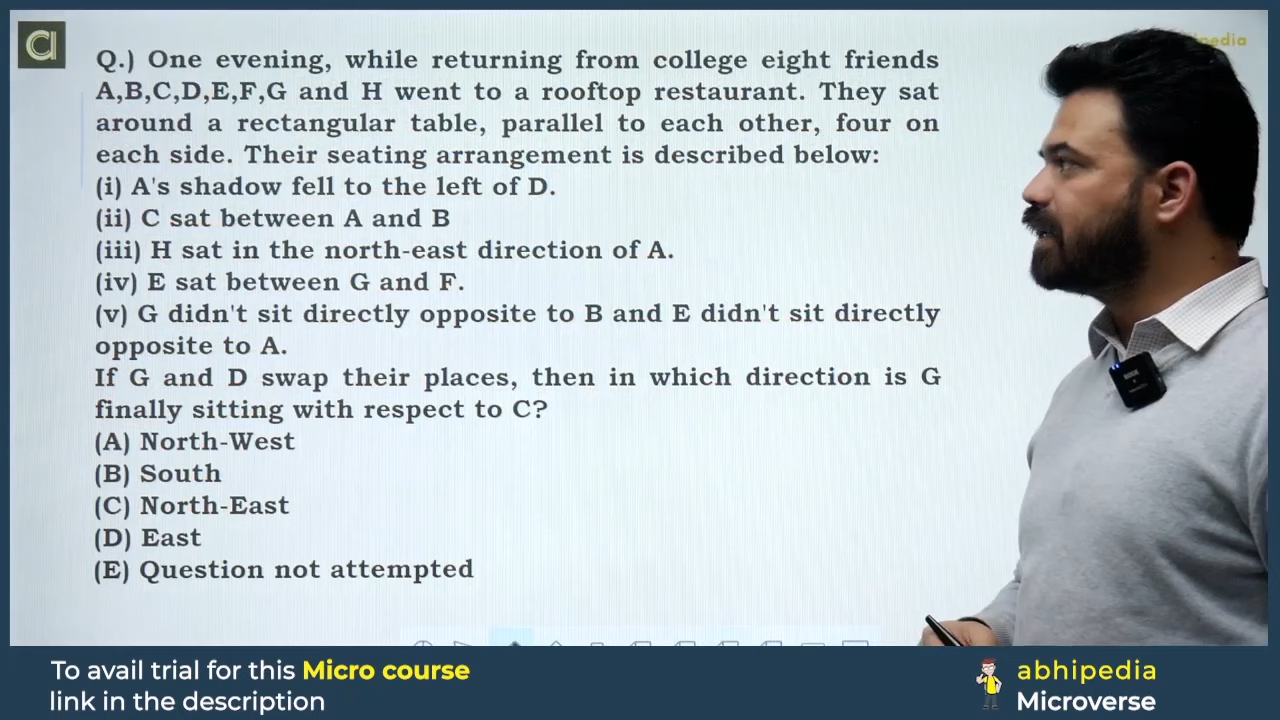 Q.) One evening, while returning from college eight friends
A,B,C,D,E,F,G and H went to a rooftop restaurant. They sat
around a rectangular table, parallel to each other, four on
each side. Their seating arrangement is described below:
(i) A's shadow fell to the left of D.
(ii) C sat between A and B
(iii) H sat in the north-east direction of A.
(iv) E sat between G and F.
(v) G didn't sit directly opposite to B and E didn't sit directly
opposite to A.
If G and D swap their places, then in which direction is G
finally sitting with respect to C?
(A) North-West
(B) South
(C) North-East
(D) East
(E) Question not attempted
To avail trial for this Micro course
link in the description
abhipedia
Microverse